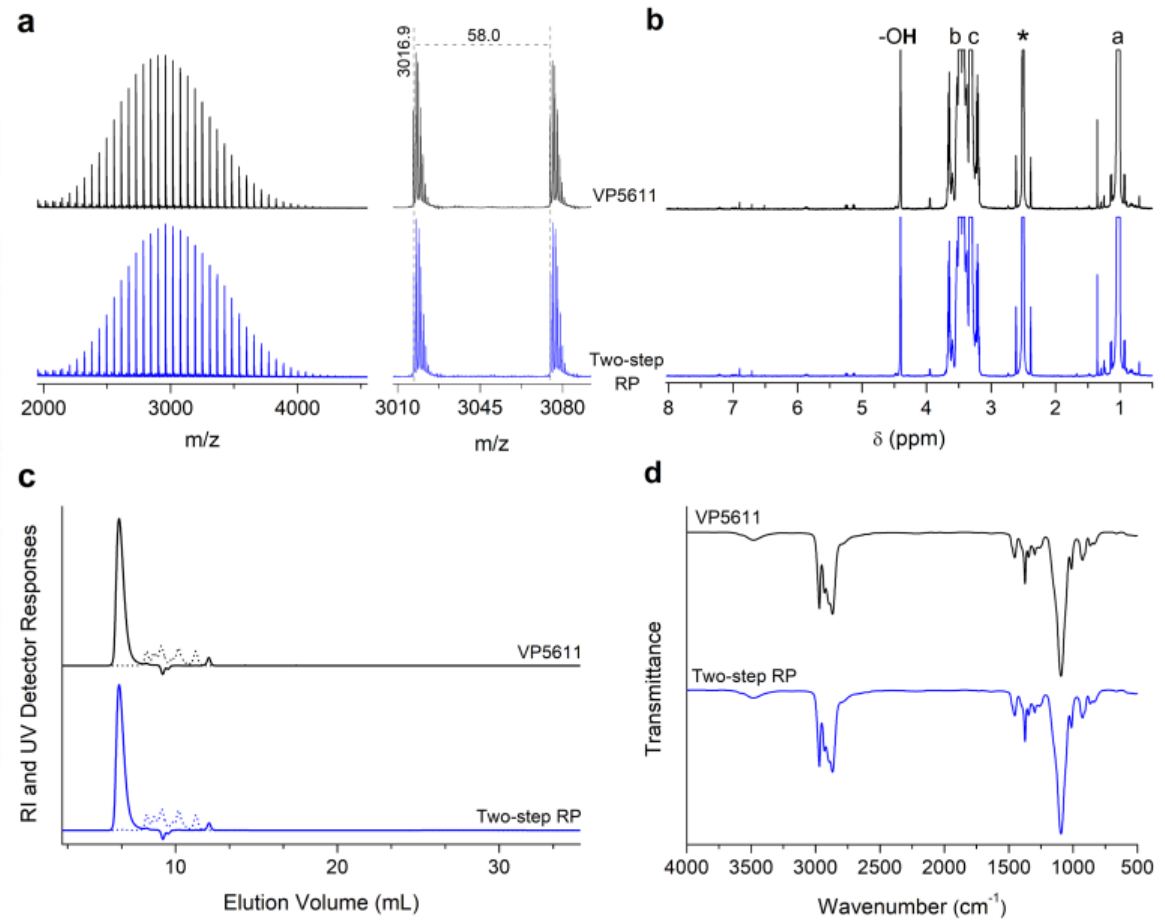 a
3016.9
58.0
VP5611
Two-step
RP
2000 3000 4000
m/z
3010 3045 3080
m/z
b
-OH b c * a
8 7 6 5 4 3 2 1
δ (ppm)
c
RI and UV Detector Responses
VP5611
Two-step RP
10 20 30
Elution Volume (mL)
d
Transmittance
VP5611
Two-step RP
4000 3500 3000 2500 2000 1500 1000 500
Wavenumber (cm⁻¹)